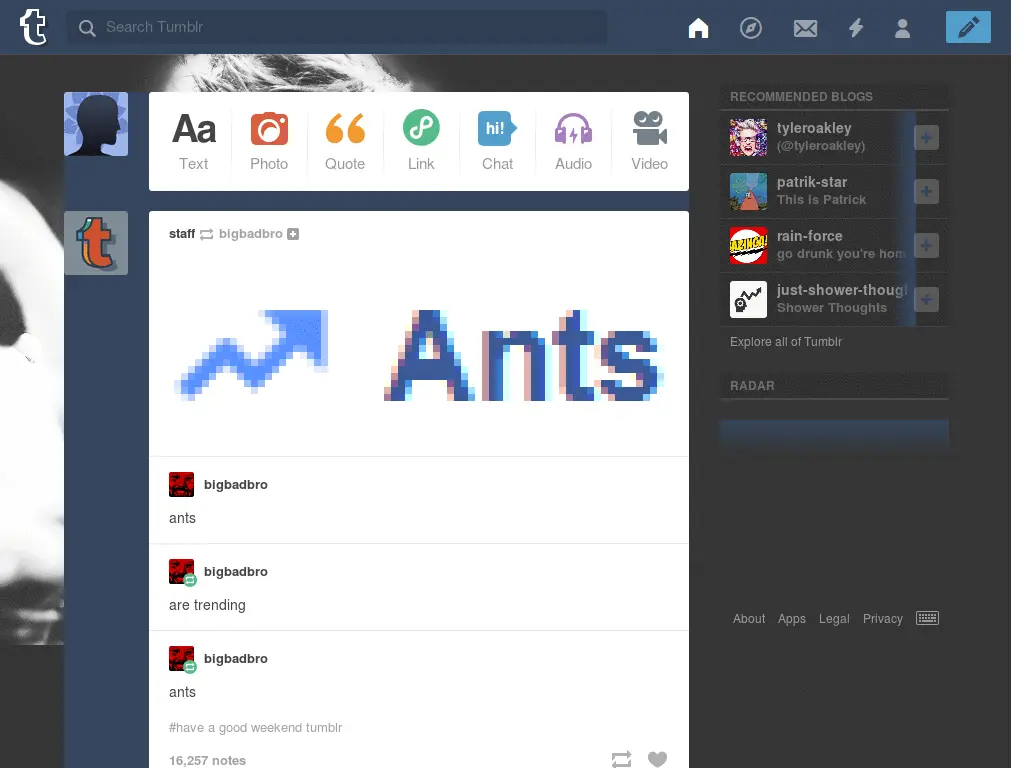 t
Search Tumblr
Aa
hi!
Text
Photo
Quote
Link
Chat
Audio
Video
t
staff bigbadbro
Ants
bigbadbro
ants
bigbadbro
are trending
bigbadbro
ants
#have a good weekend tumblr
16,257 notes
RECOMMENDED BLOGS
tyleroakley
(@tyleroakley)
patrik-star
This is Patrick
BAZINGA!
rain-force
go drunk you're hom
just-shower-though
Shower Thoughts
Explore all of Tumblr
RADAR
About Apps Legal Privacy